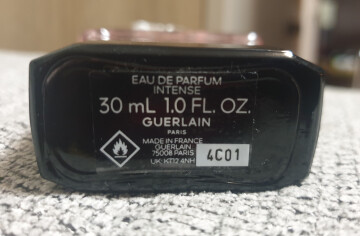 EAU DE PARFUM
INTENSE
30 mL 1.0 FL. OZ.
GUERLAIN
PARIS
MADE IN FRANCE
GUERLAIN
75008 PARIS
UK: KT12 4NH
4C01